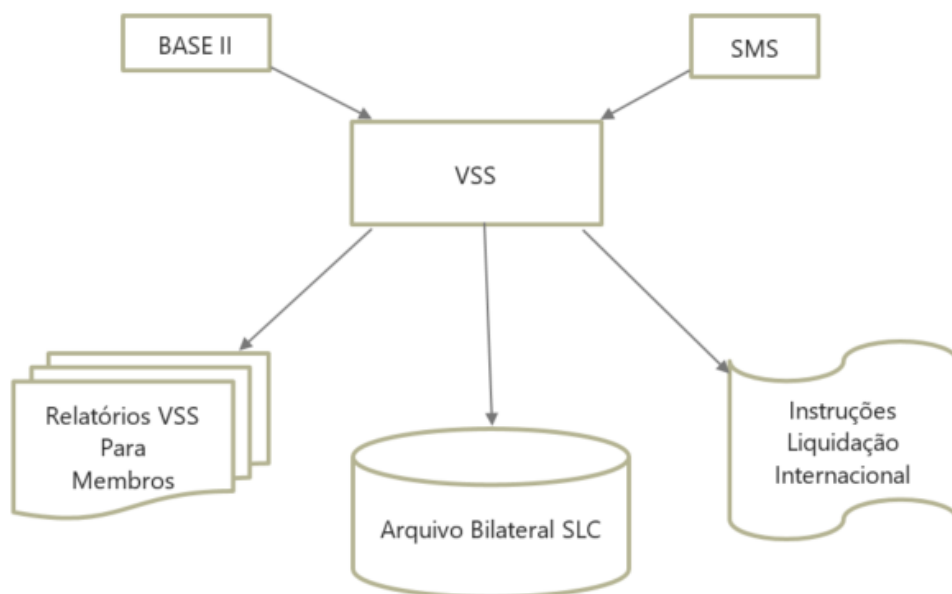 BASE II
SMS
VSS
Relatórios VSS
Para
Membros
Arquivo Bilateral SLC
Instruções
Liquidação
Internacional